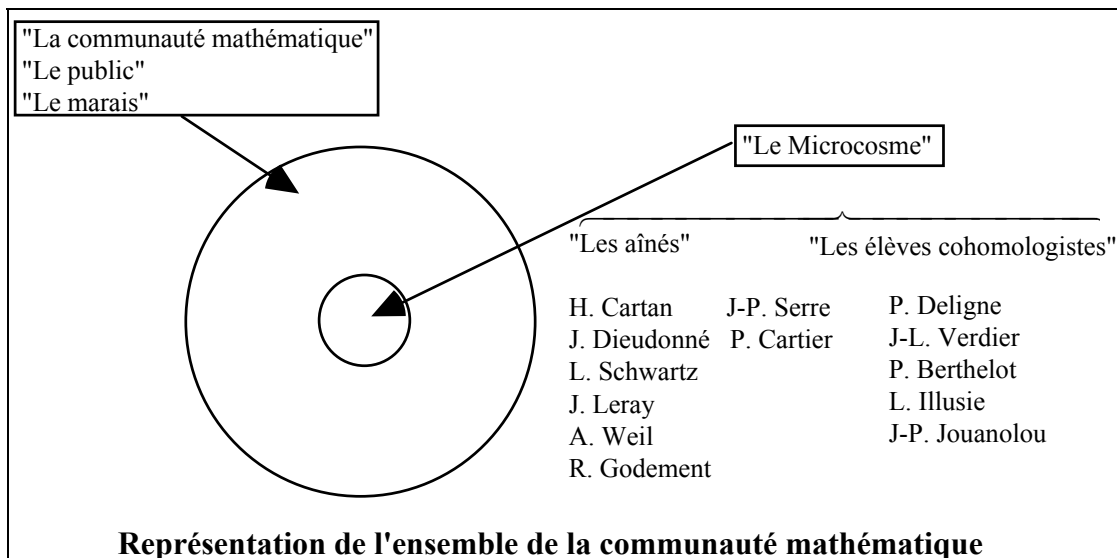 "La communauté mathématique"
"Le public"
"Le marais"
"Le Microcosme"
"Les aînés" "Les élèves cohomologistes"
H. Cartan J-P. Serre P. Deligne
J. Dieudonné P. Cartier J-L. Verdier
L. Schwartz P. Berthelot
J. Leray L. Illusie
A. Weil J-P. Jouanolou
R. Godement
Représentation de l'ensemble de la communauté mathématique